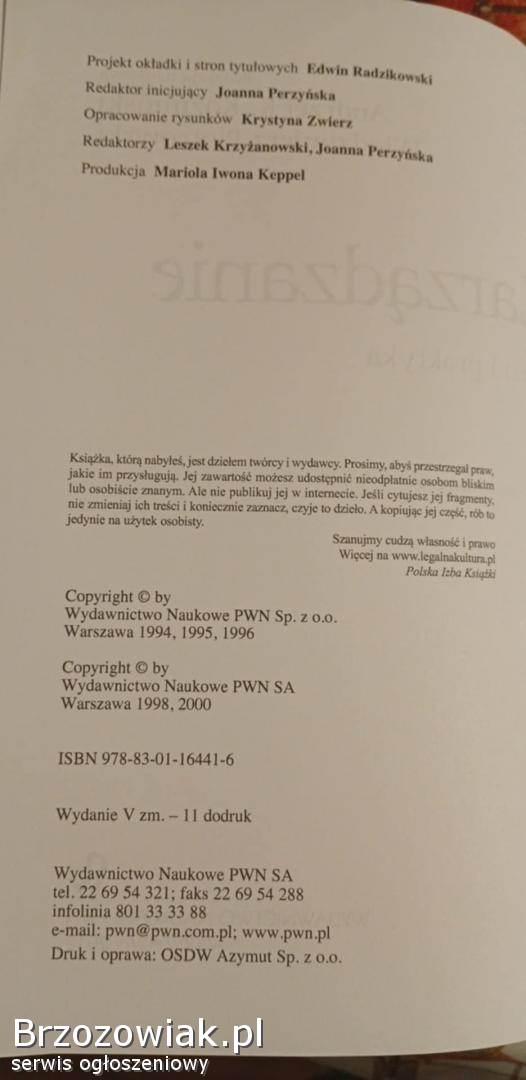 Projekt okładki i stron tytułowych Edwin Radzikowski
Redaktor inicjujący Joanna Perzyńska
Opracowanie rysunków Krystyna Zwierz
Redaktorzy Leszek Krzyżanowski, Joanna Perzyńska
Produkcja Mariola Iwona Keppel
Zarządzanie
i praktyka
Książka, którą nabyłeś, jest dziełem twórcy i wydawcy. Prosimy, abyś przestrzegał praw,
jakie im przysługują. Jej zawartość możesz udostępnić nieodpłatnie osobom bliskim
lub osobiście znanym. Ale nie publikuj jej w internecie. Jeśli cytujesz jej fragmenty,
nie zmieniaj ich treści i koniecznie zaznacz, czyje to dzieło. A kopiując jej część, rób to
jedynie na użytek osobisty.
Szanujmy cudzą własność i prawo
Więcej na www.legalnakultura.pl
Polska Izba Książki
Copyright © by
Wydawnictwo Naukowe PWN Sp. z o.o.
Warszawa 1994, 1995, 1996
Copyright © by
Wydawnictwo Naukowe PWN SA
Warszawa 1998, 2000
ISBN 978-83-01-16441-6
Wydanie V zm. – 11 dodruk
Wydawnictwo Naukowe PWN SA
tel. 22 69 54 321; faks 22 69 54 288
infolinia 801 33 33 88
e-mail: pwn@pwn.com.pl; www.pwn.pl
Druk i oprawa: OSDW Azymut Sp. z o.o.
Brzozowiak.pl
serwis ogłoszeniowy